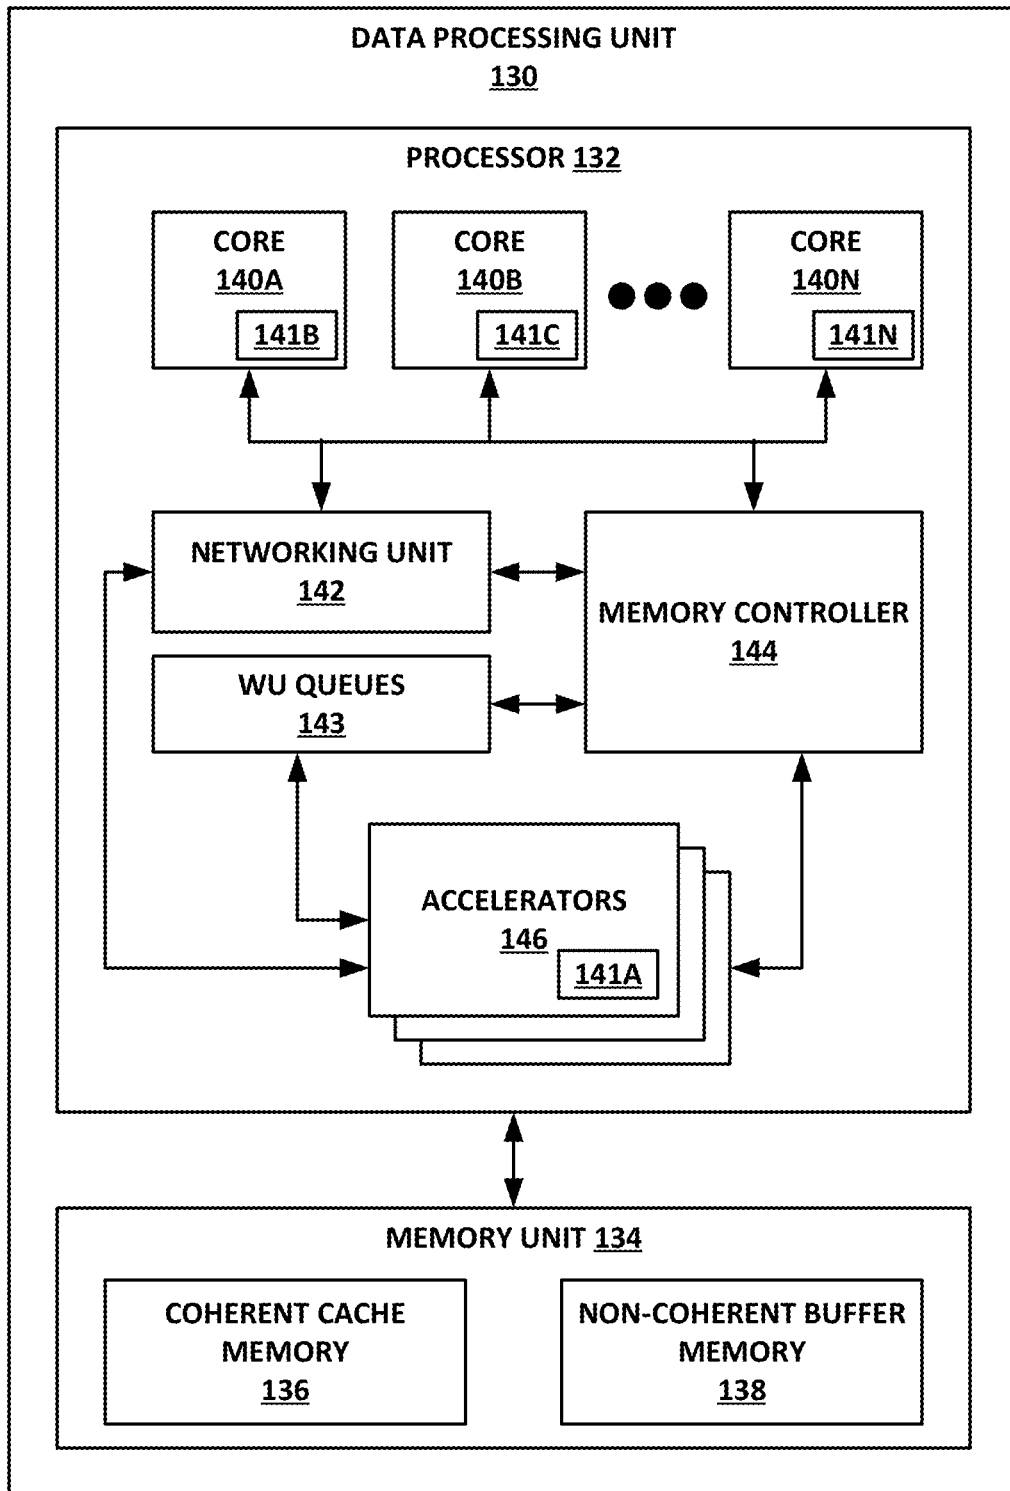 DATA PROCESSING UNIT
130
PROCESSOR 132
CORE
140A
141B
CORE
140B
141C
CORE
140N
141N
NETWORKING UNIT
142
MEMORY CONTROLLER
144
WU QUEUES
143
ACCELERATORS
146
141A
MEMORY UNIT 134
COHERENT CACHE
MEMORY
136
NON-COHERENT BUFFER
MEMORY
138